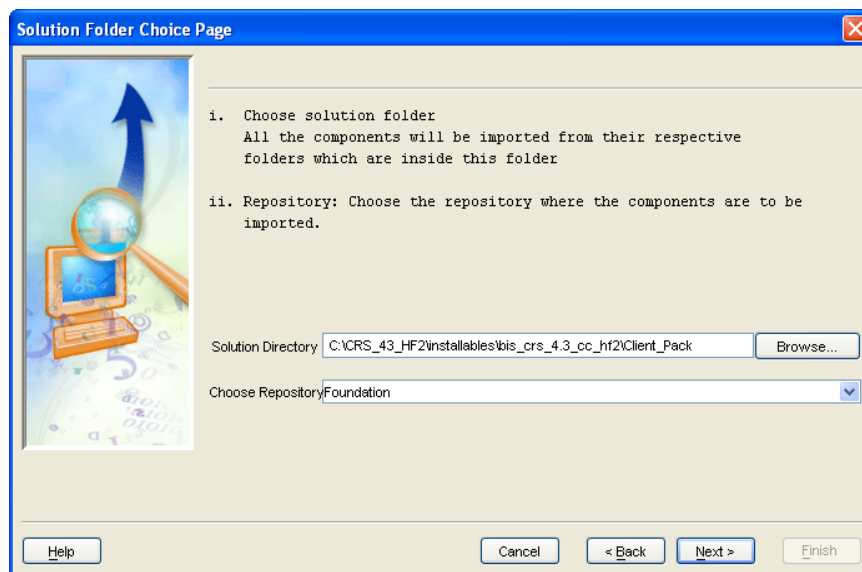 Solution Folder Choice Page
i. Choose solution folder
All the components will be imported from their respective
folders which are inside this folder
ii. Repository: Choose the repository where the components are to be
imported.
Solution Directory C:\CRS_43_HF2\installables\bis_crs_4.3_cc_hf2\Client_Pack Browse...
Choose Repository Foundation
Help Cancel < Back Next > Finish